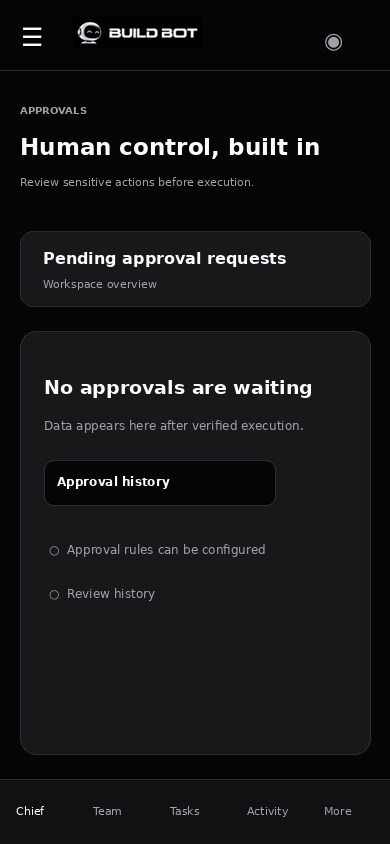 BUILD BOT
APPROVALS
Human control, built in
Review sensitive actions before execution.
Pending approval requests
Workspace overview
No approvals are waiting
Data appears here after verified execution.
Approval history
Approval rules can be configured
Review history
Chief Team Tasks Activity More